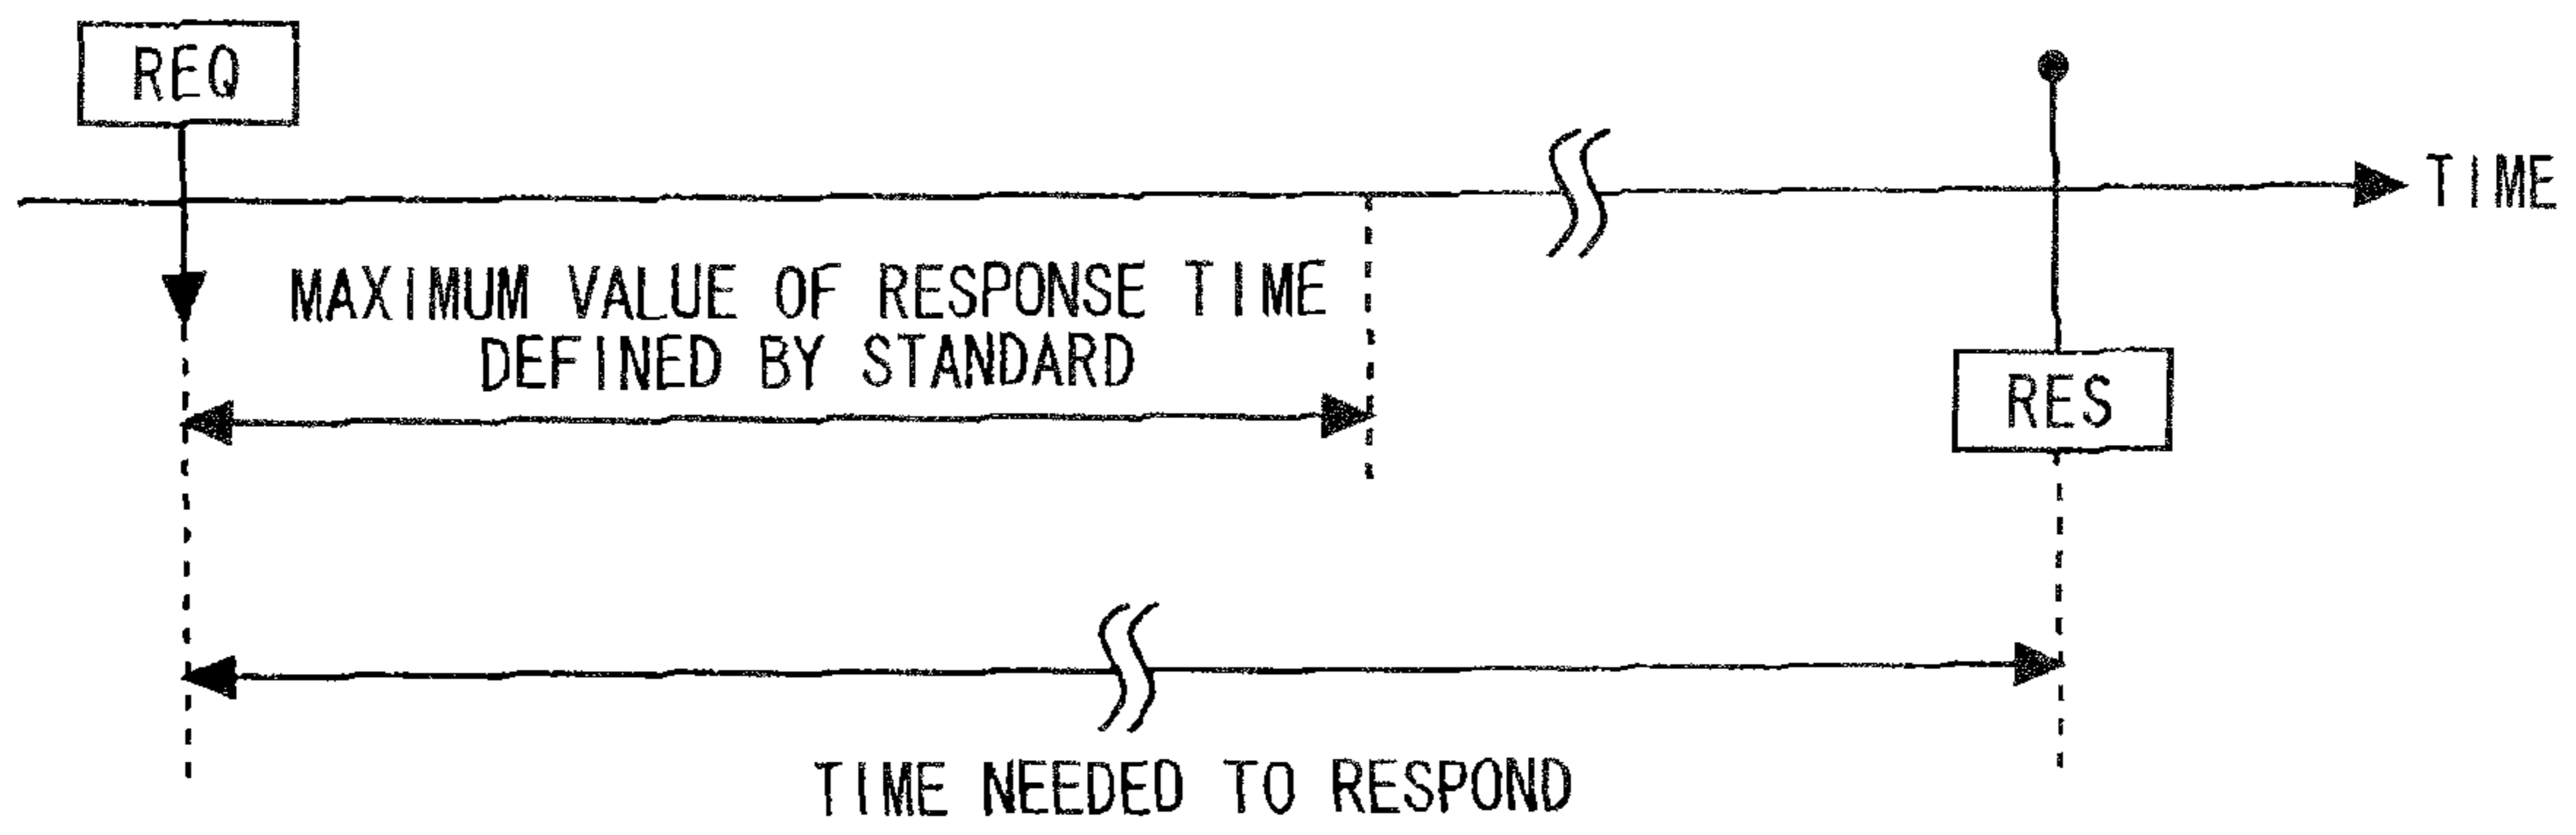 REQ
TIME
MAXIMUM VALUE OF RESPONSE TIME
DEFINED BY STANDARD
RES
TIME NEEDED TO RESPOND